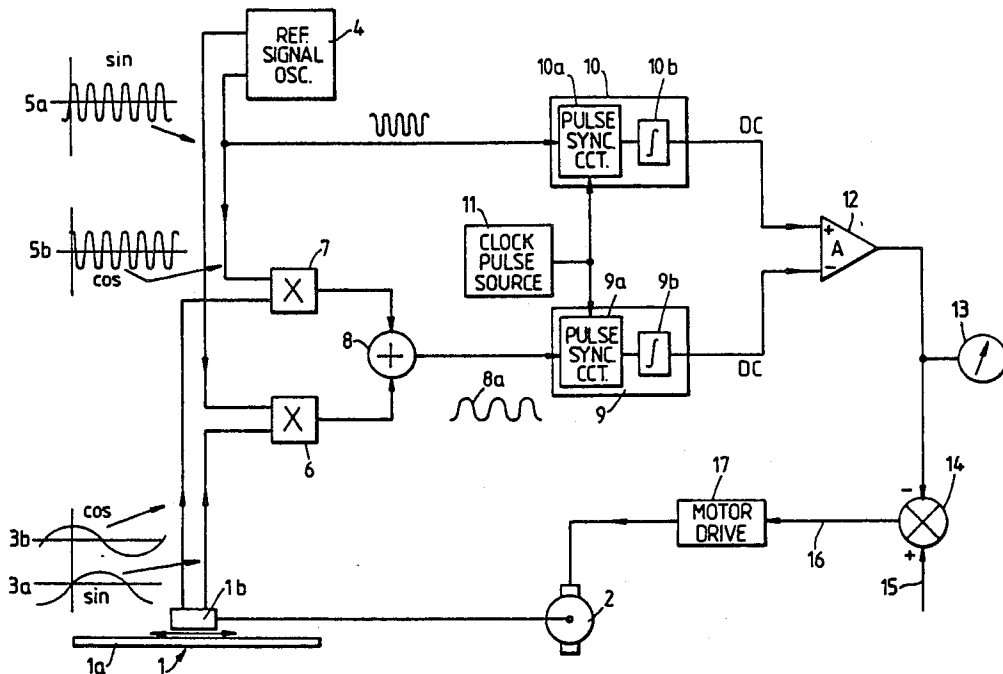 REF.
SIGNAL
OSC.
4
sin
5a
5b
cos
10a
10
10b
PULSE
SYNC.
CCT.
∫
DC
11
CLOCK
PULSE
SOURCE
12
+
A
−
7
X
9a
9b
PULSE
SYNC.
CCT.
∫
DC
9
8
+
8a
13
X
6
17
MOTOR
DRIVE
−
14
+
16
15
cos
3b
3a
sin
1b
2
1a
1